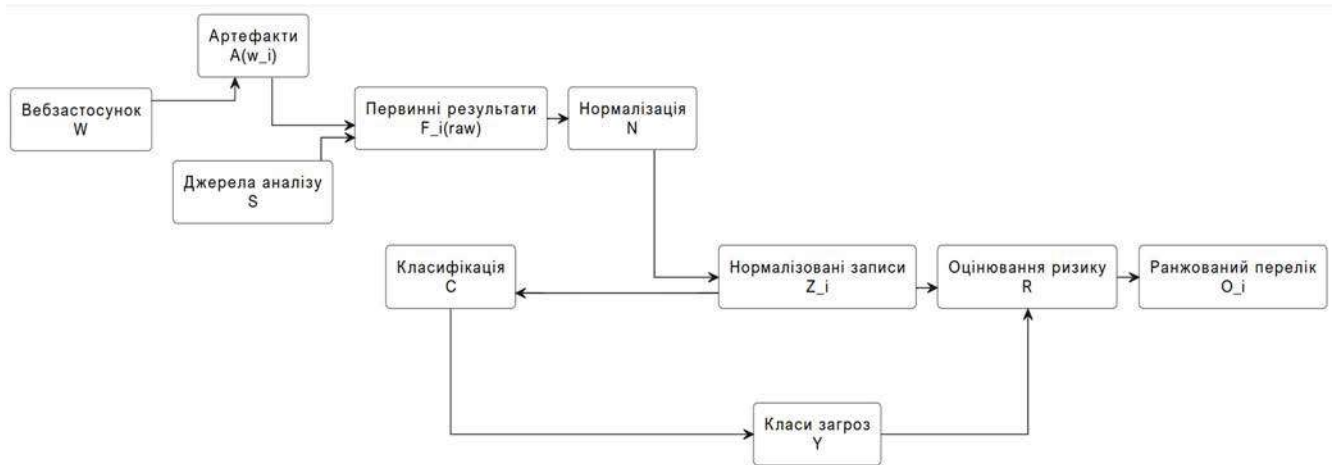 Артефакти
A(w_i)
Вебзастосунок
W
Первинні результати
F_i(raw)
Нормалізація
N
Джерела аналізу
S
Класифікація
C
Нормалізовані записи
Z_i
Оцінювання ризику
R
Ранжований перелік
O_i
Класи загроз
Y